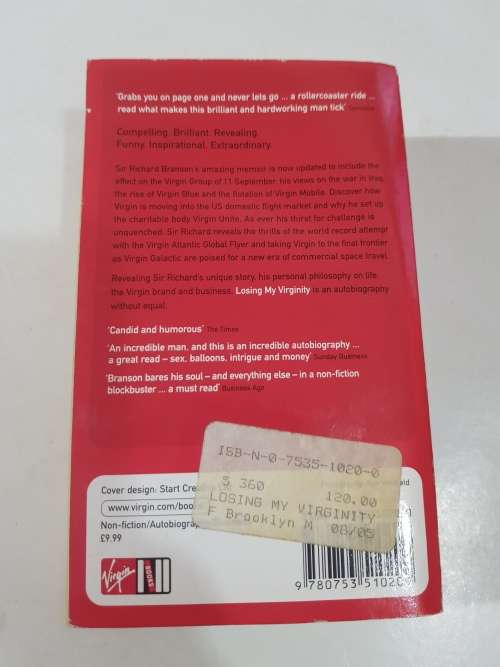 'Grabs you on page one and never lets go ... a rollercoaster ride ...
read what makes this brilliant and hardworking man tick'
Compelling. Brilliant. Revealing.
Funny. Inspirational. Extraordinary.
Sir Richard Branson's amazing memoir is now updated to include the
effect on the Virgin Group of 11 September, his views on the war in Iraq,
the rise of Virgin Blue and the flotation of Virgin Mobile. Discover how
Virgin is moving into the US domestic flight market and why he set up
the charitable body Virgin Unite. As ever his thirst for challenge is
unquenched. Sir Richard reveals the thrills of the world record attempt
with the Virgin Atlantic Global Flyer and taking Virgin to the final frontier
as Virgin Galactic are poised for a new era of commercial space travel.
Revealing Sir Richard's unique story, his personal philosophy on life,
the Virgin brand and business, Losing My Virginity is an autobiography
without equal.
'Candid and humorous' The Times
'An incredible man, and this is an incredible autobiography ...
a great read – sex, balloons, intrigue and money' Sunday Business
'Branson bares his soul – and everything else – in a non-fiction
blockbuster ... a must read' Business Age
ISB-N-0-7535-1020-0
$ 360 120.00
LOSING MY VIRGINITY
F Brooklyn M 08/05
Cover design: Start Cre
www.virgin.com/boo
Non-fiction/Autobiogra
£9.99
Virgin
BOOKS
9 780753 51020